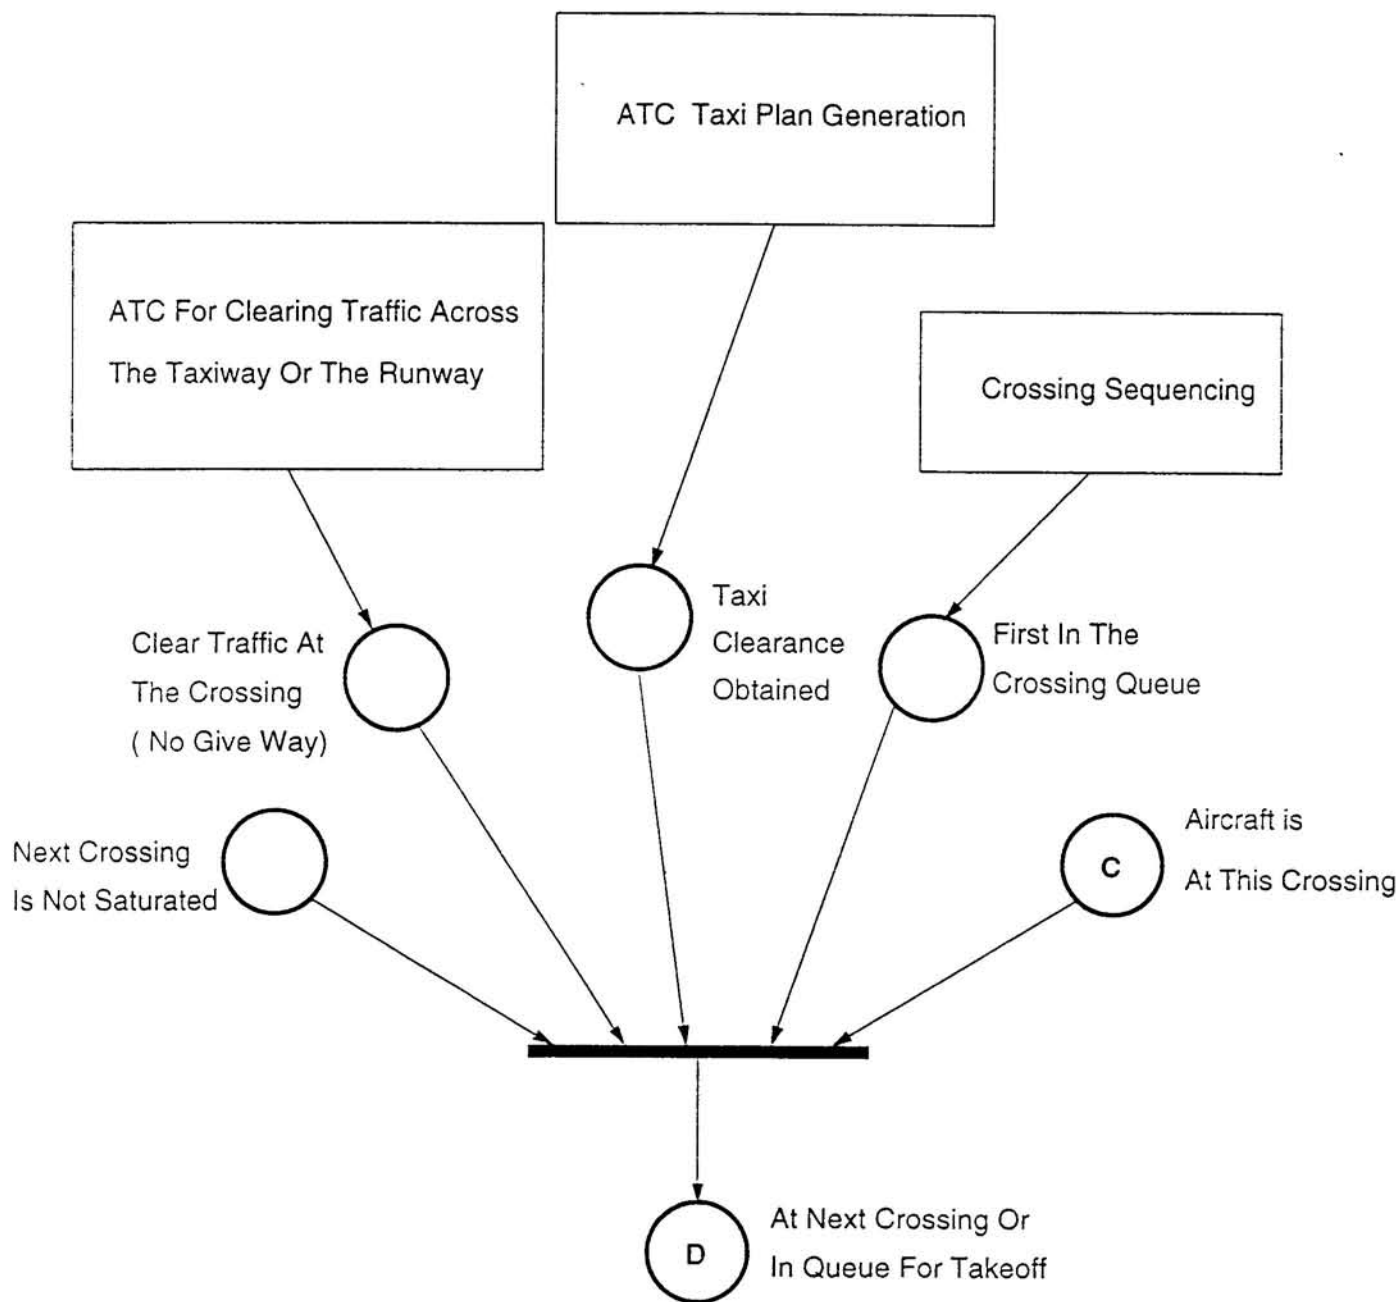 ATC Taxi Plan Generation
ATC For Clearing Traffic Across
The Taxiway Or The Runway
Crossing Sequencing
Clear Traffic At
The Crossing
( No Give Way)
Taxi
Clearance
Obtained
First In The
Crossing Queue
Next Crossing
Is Not Saturated
C
Aircraft is
At This Crossing
D
At Next Crossing Or
In Queue For Takeoff